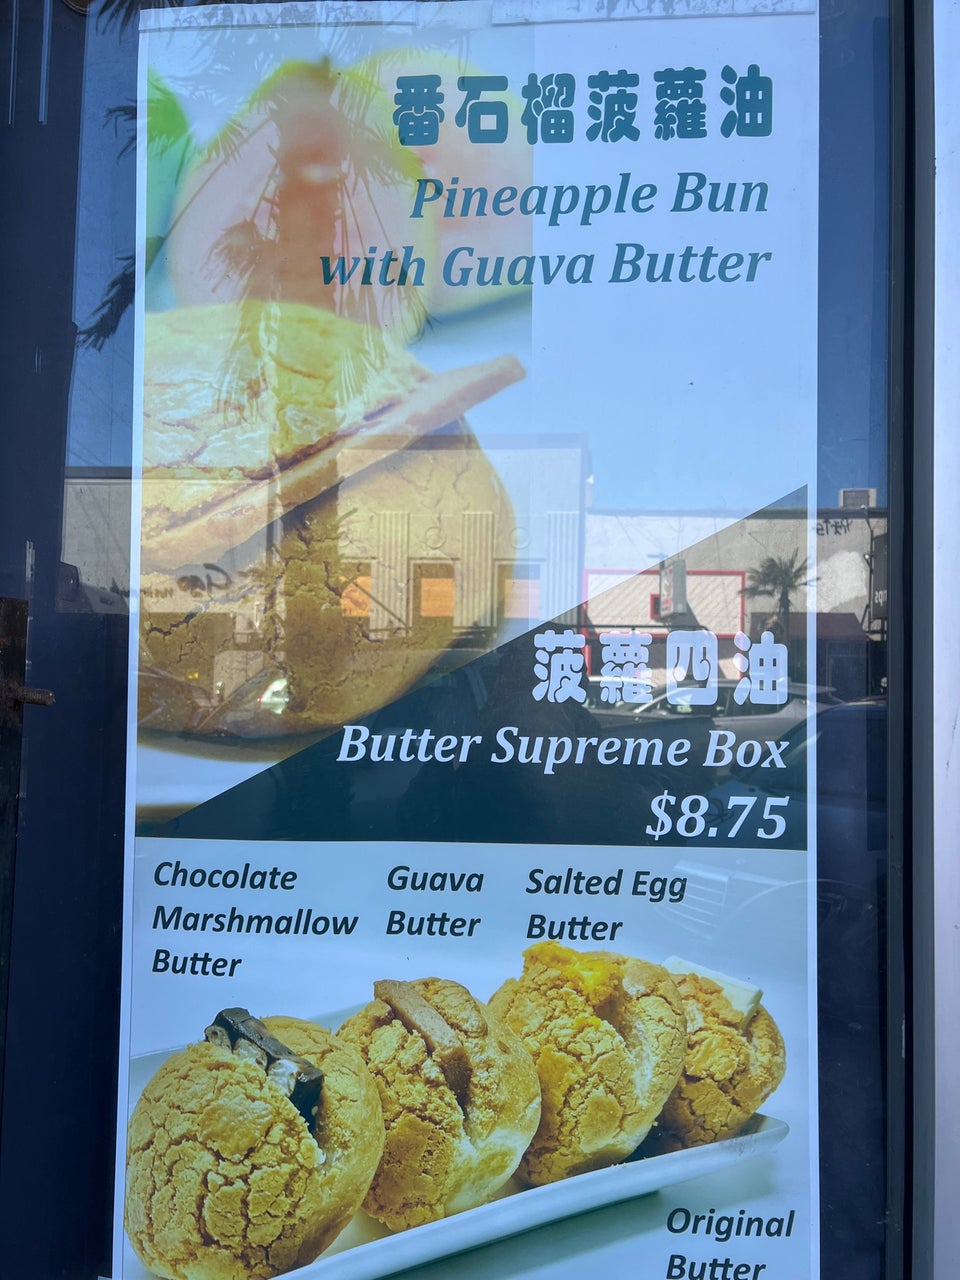 番石榴菠蘿油
Pineapple Bun
with Guava Butter
菠蘿四油
Butter Supreme Box
$8.75
Chocolate
Marshmallow
Butter
Guava
Butter
Salted Egg
Butter
Original
Butter